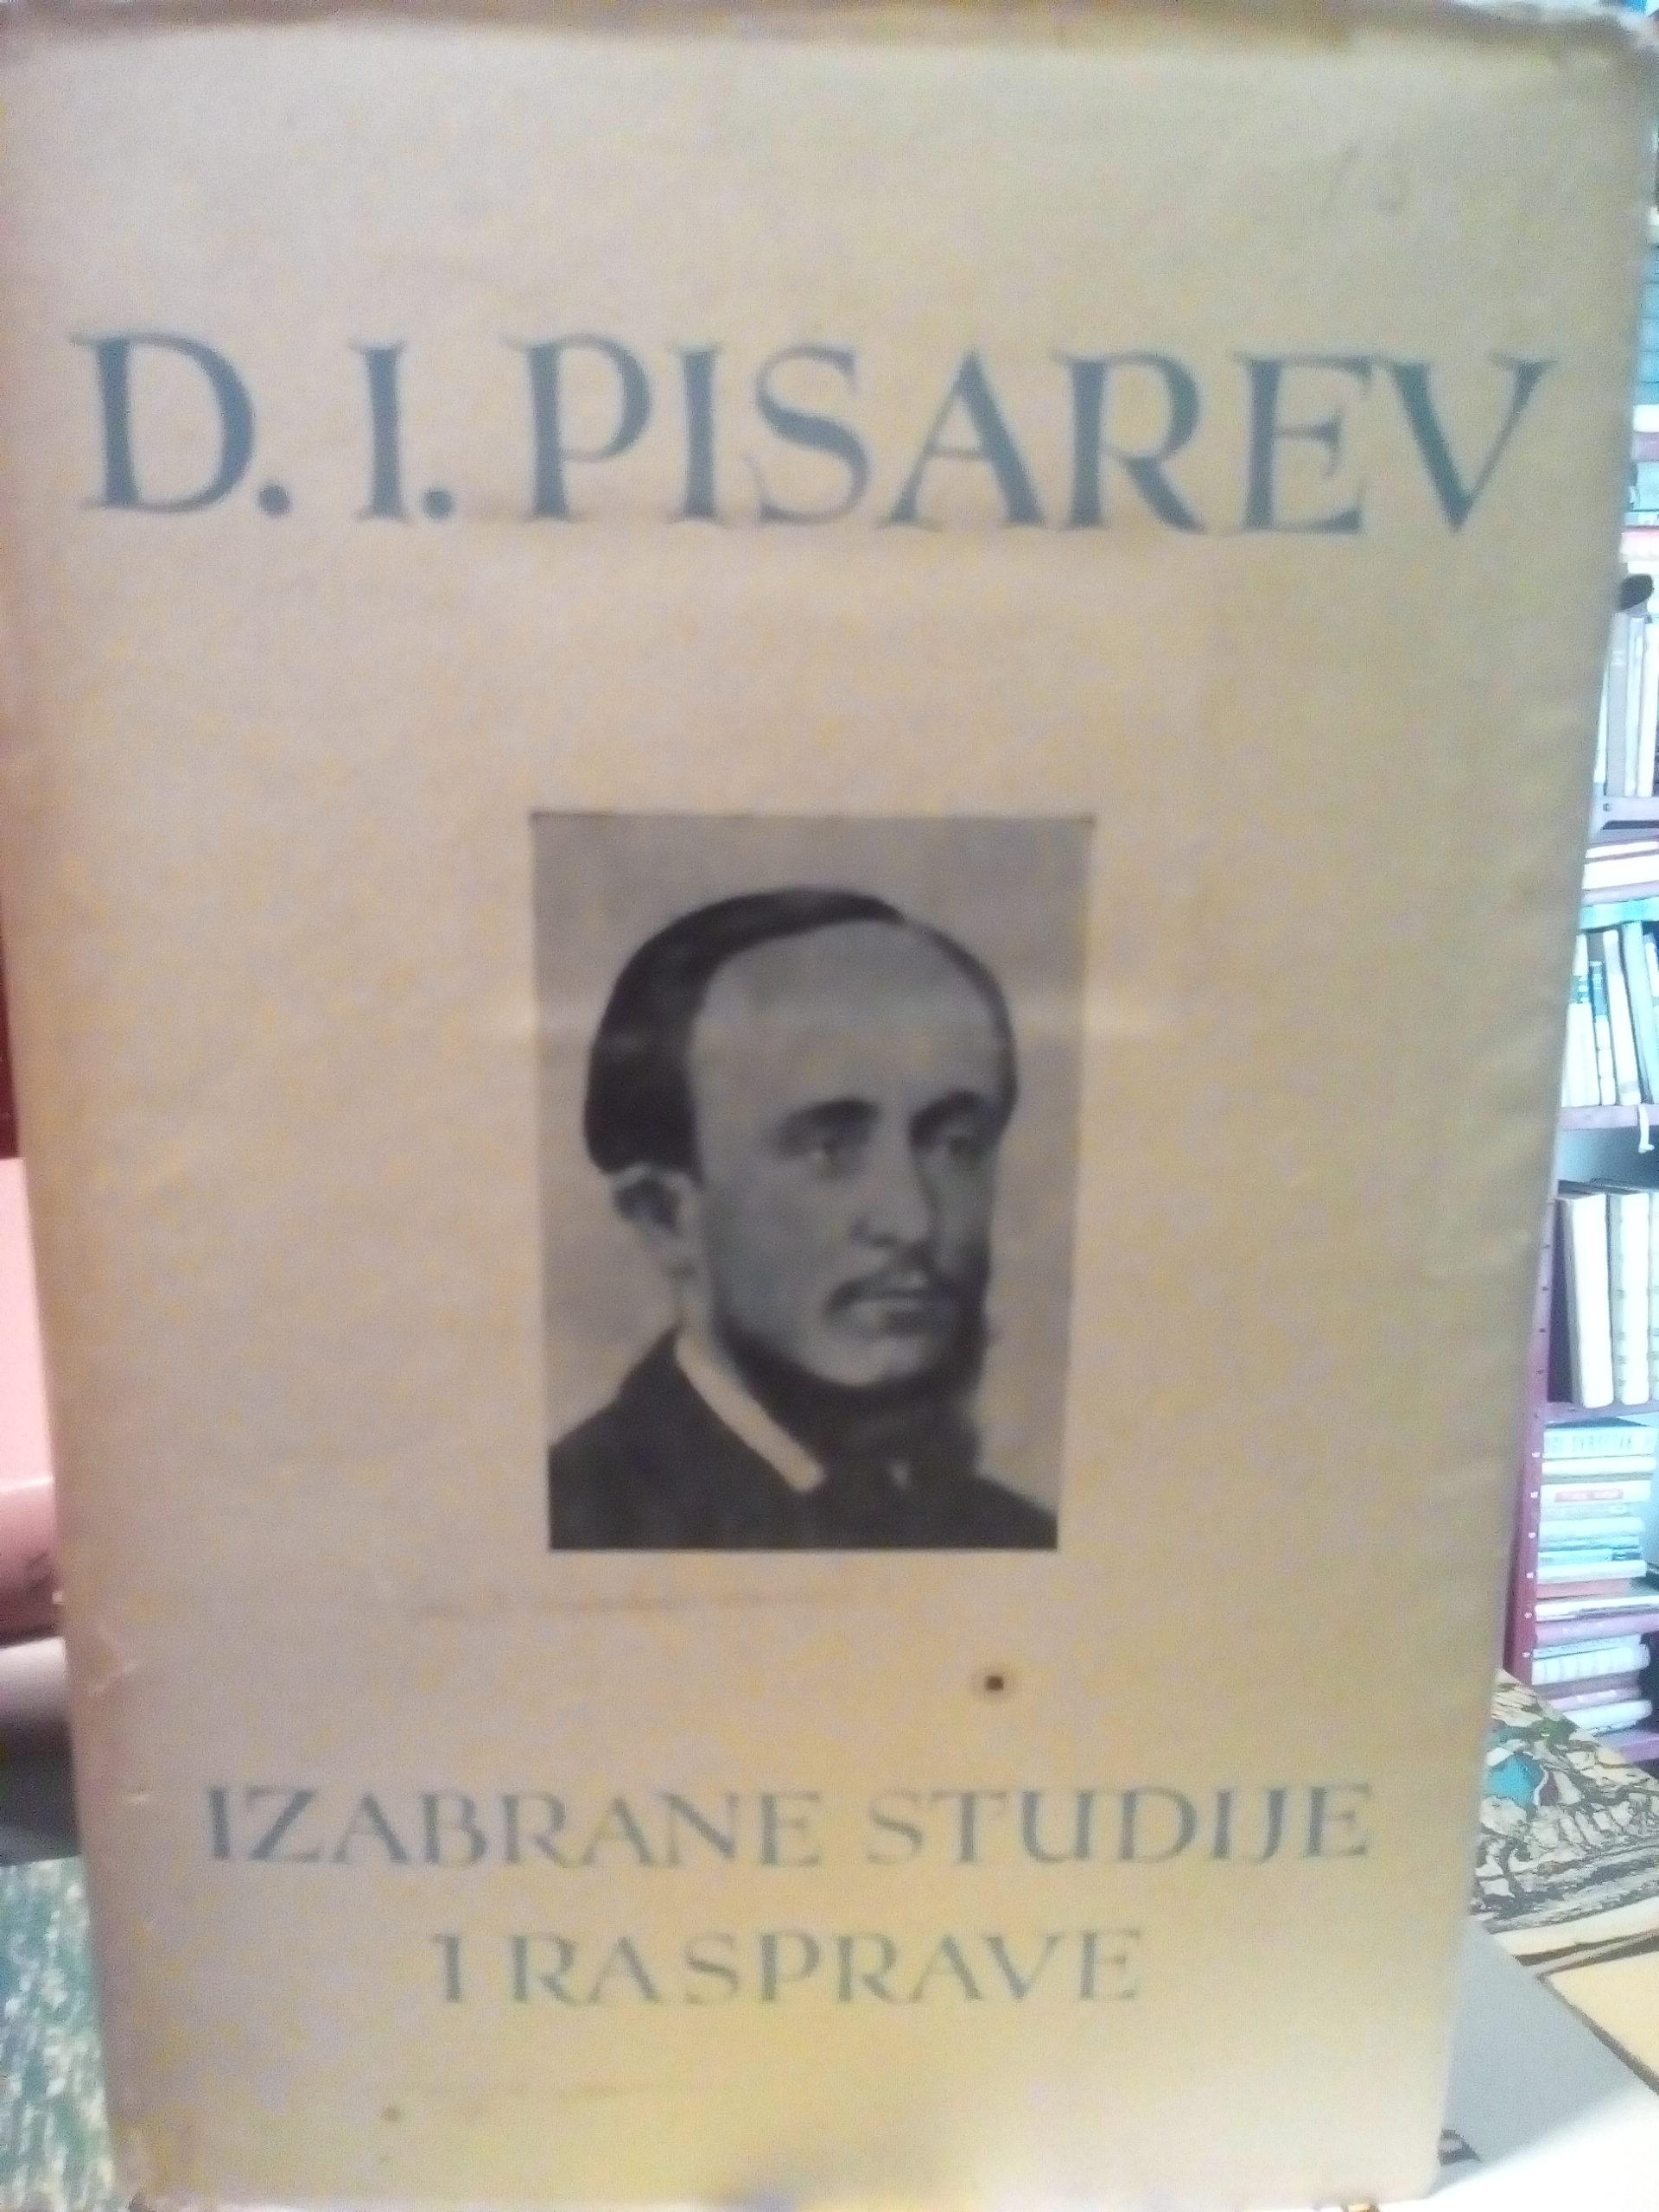 D. I. PISAREV
IZABRANE STUDIJE
I RASPRAVE